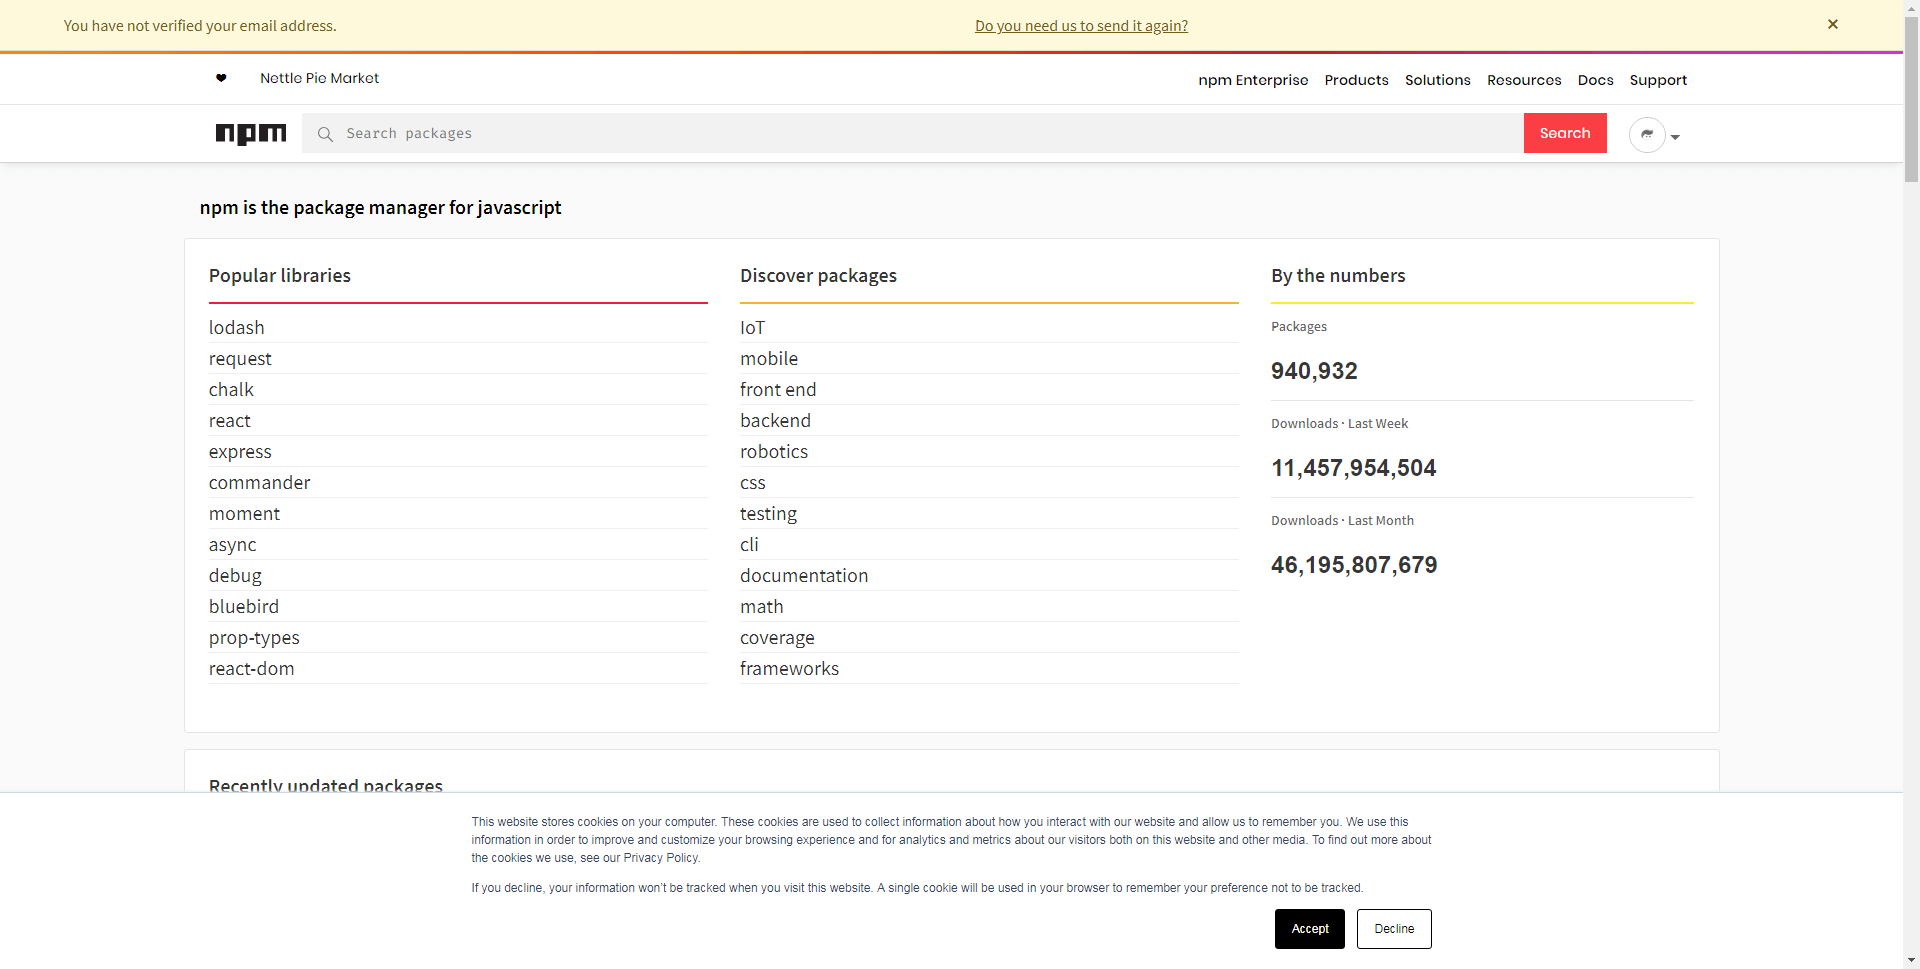 You have not verified your email address.
Do you need us to send it again?
×
❤
Nettle Pie Market
npm Enterprise
Products
Solutions
Resources
Docs
Support
npm
Search packages
Search
npm is the package manager for javascript
Popular libraries
lodash
request
chalk
react
express
commander
moment
async
debug
bluebird
prop-types
react-dom
Discover packages
IoT
mobile
front end
backend
robotics
css
testing
cli
documentation
math
coverage
frameworks
By the numbers
Packages
940,932
Downloads · Last Week
11,457,954,504
Downloads · Last Month
46,195,807,679
Recently updated packages
This website stores cookies on your computer. These cookies are used to collect information about how you interact with our website and allow us to remember you. We use this
information in order to improve and customize your browsing experience and for analytics and metrics about our visitors both on this website and other media. To find out more about
the cookies we use, see our Privacy Policy.
If you decline, your information won't be tracked when you visit this website. A single cookie will be used in your browser to remember your preference not to be tracked.
Accept
Decline